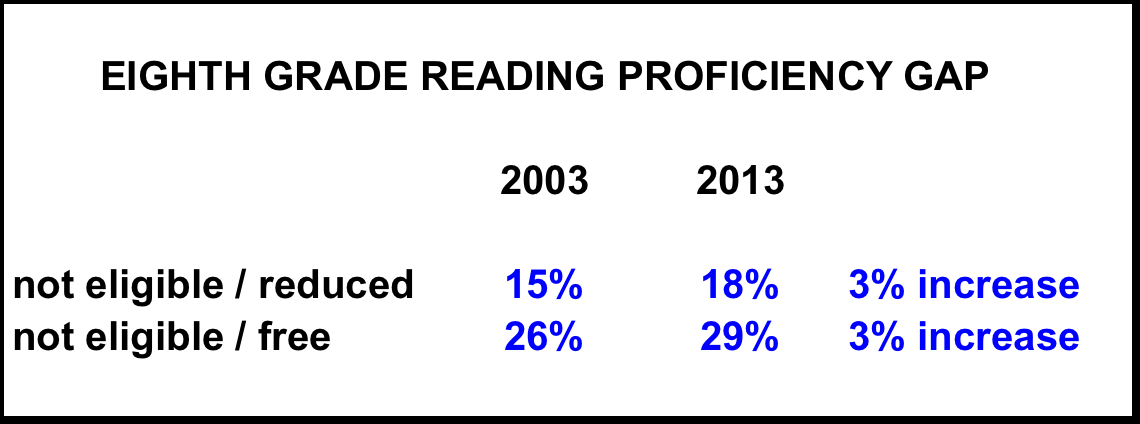 EIGHTH GRADE READING PROFICIENCY GAP
2003 2013
not eligible / reduced 15% 18% 3% increase
not eligible / free 26% 29% 3% increase